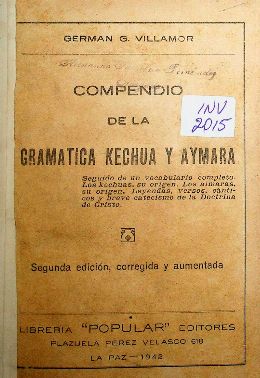 GERMAN G. VILLAMOR
COMPENDIO
INV
2015
DE LA
GRAMATICA KECHUA Y AYMARA
Seguido de un vocabulario completo.
Los kechuas, su origen. Los aimaras,
su origen. Leyendas, versos, cánti-
cos y breve catecismo de la Doctrina
de Cristo.
Segunda edición, corregida y aumentada
LIBRERIA "POPULAR" EDITORES
PLAZUELA PEREZ VELASCO 618
LA PAZ—1942